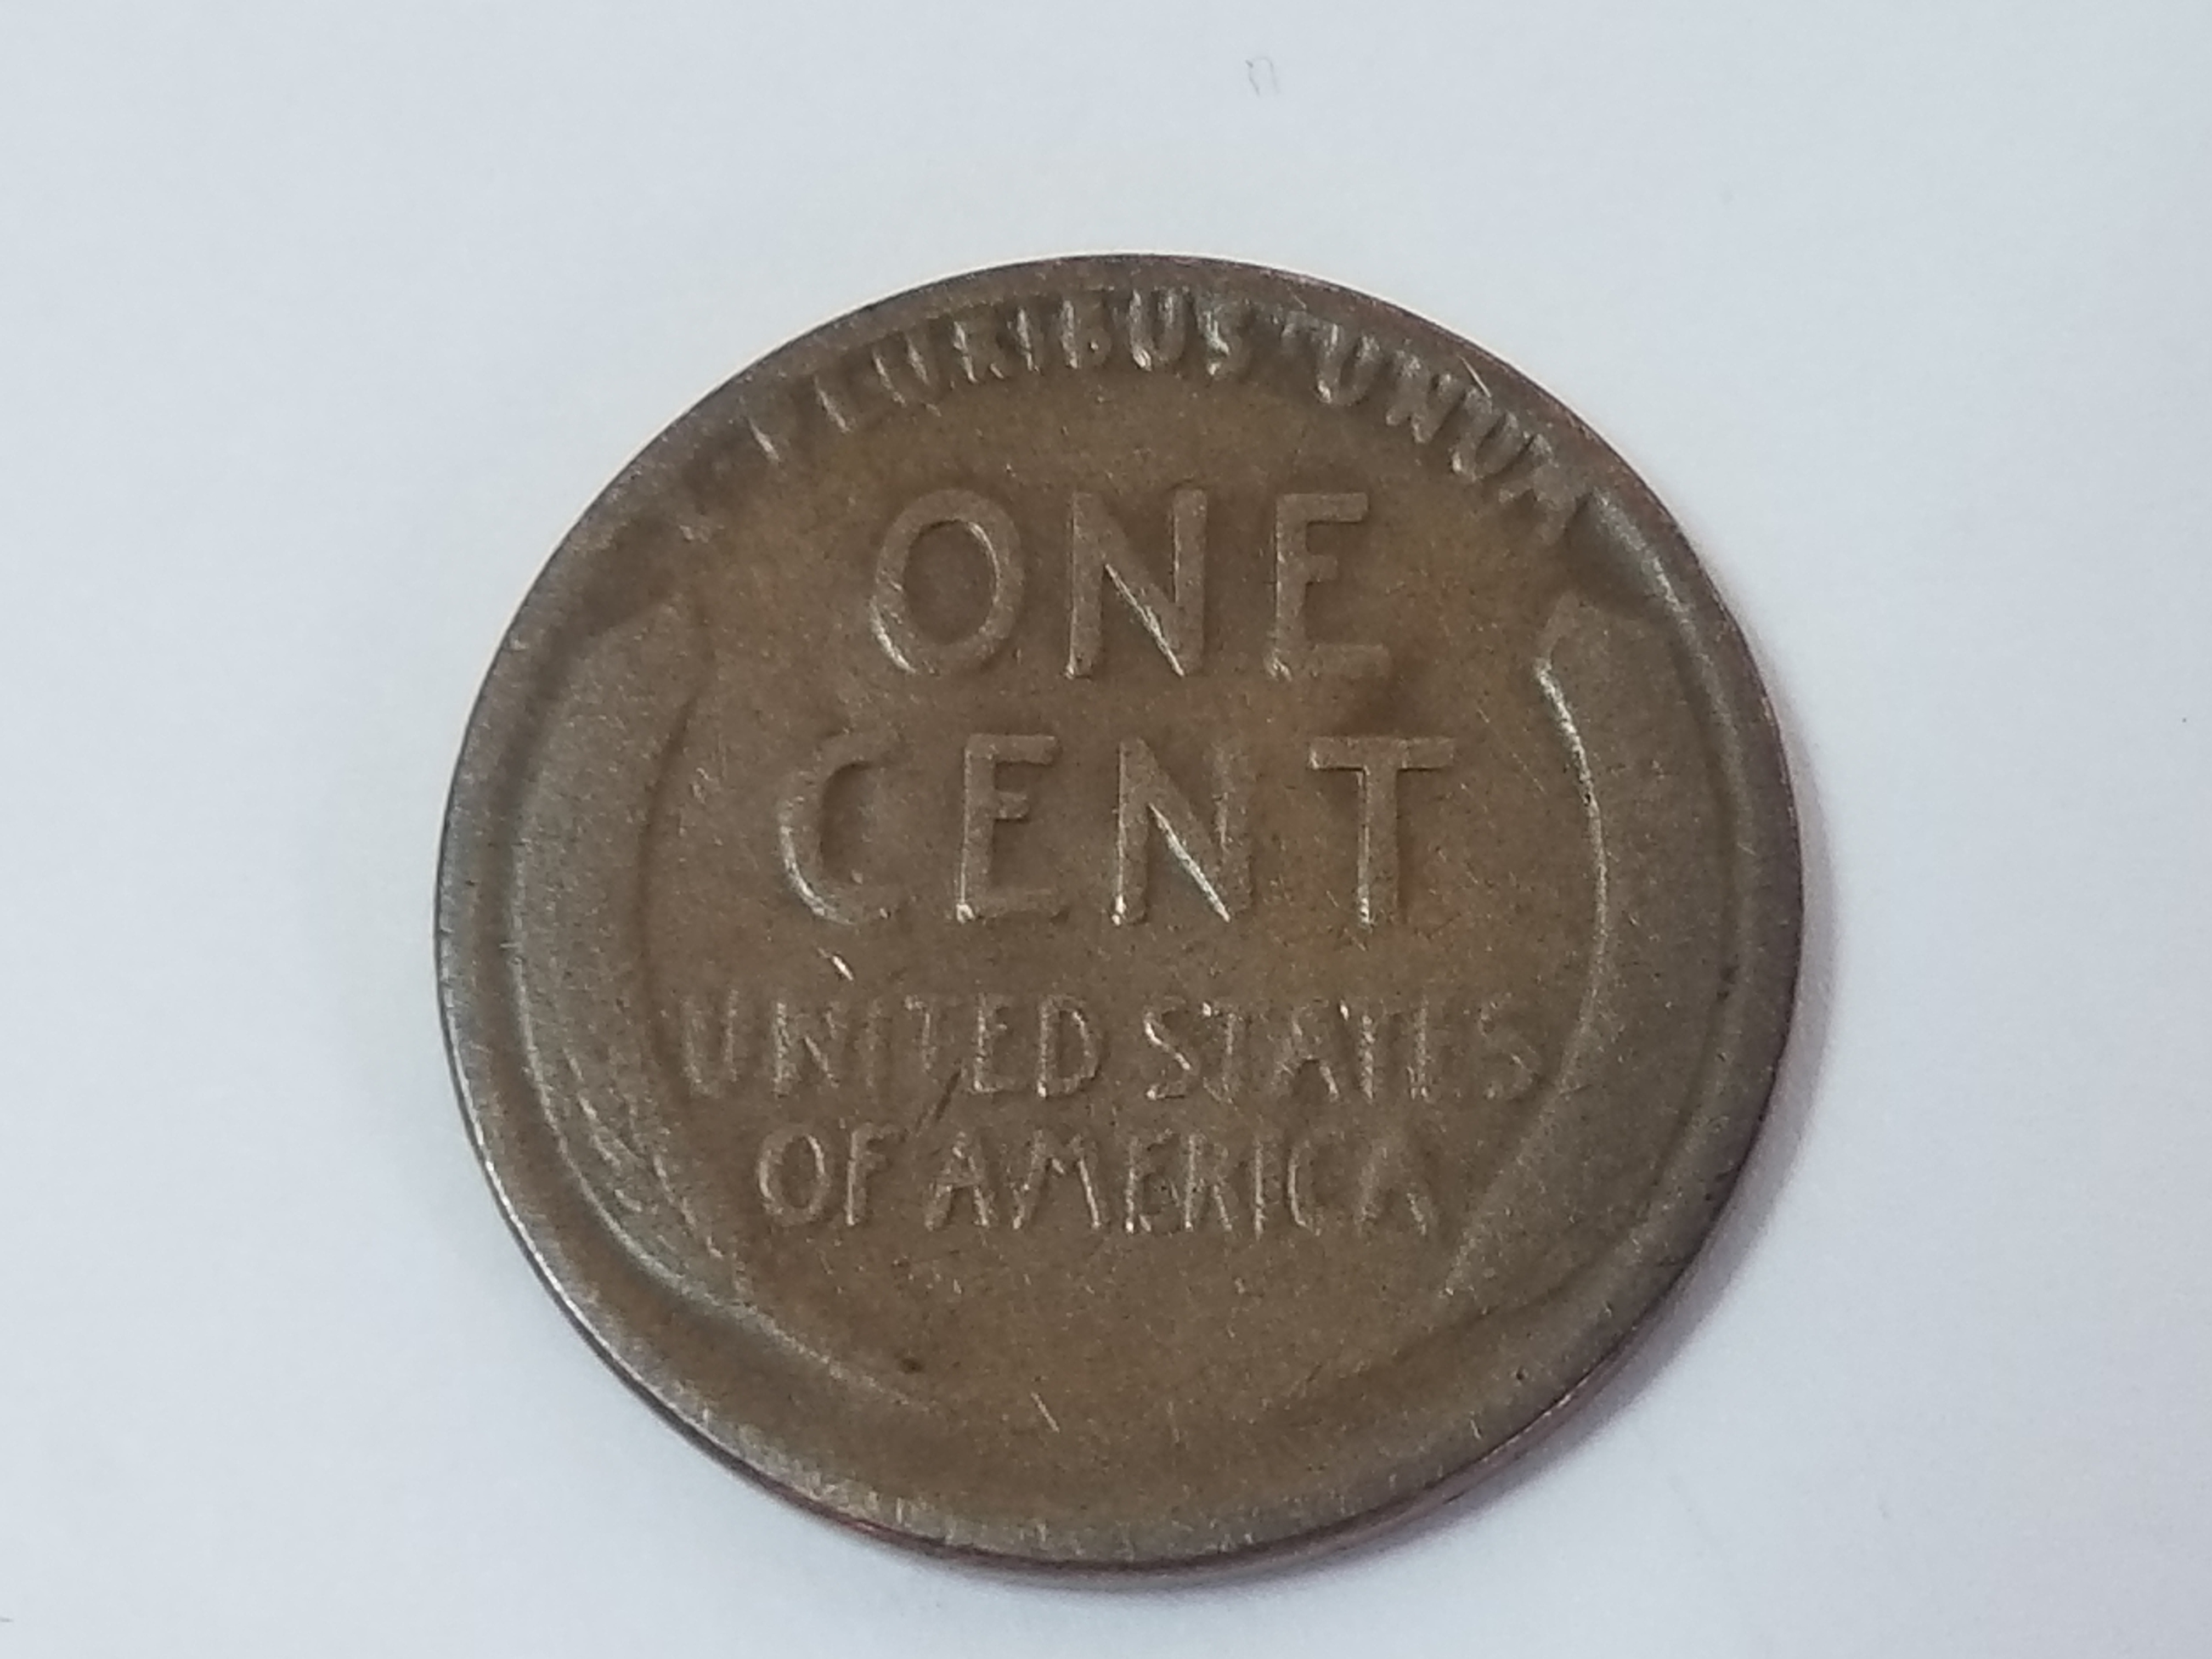 PLURIBUS UNUM
ONE
CENT
UNITED STATES
OF AMERICA